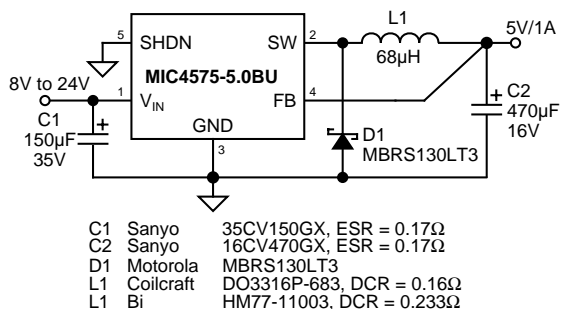 L1
68µH
5V/1A
5 SHDN SW 2
MIC4575-5.0BU
8V to 24V
1 VIN FB 4
GND
3
C1
150µF
35V
C2
470µF
16V
D1
MBRS130LT3
C1 Sanyo 35CV150GX, ESR = 0.17Ω
C2 Sanyo 16CV470GX, ESR = 0.17Ω
D1 Motorola MBRS130LT3
L1 Coilcraft DO3316P-683, DCR = 0.16Ω
L1 Bi HM77-11003, DCR = 0.233Ω